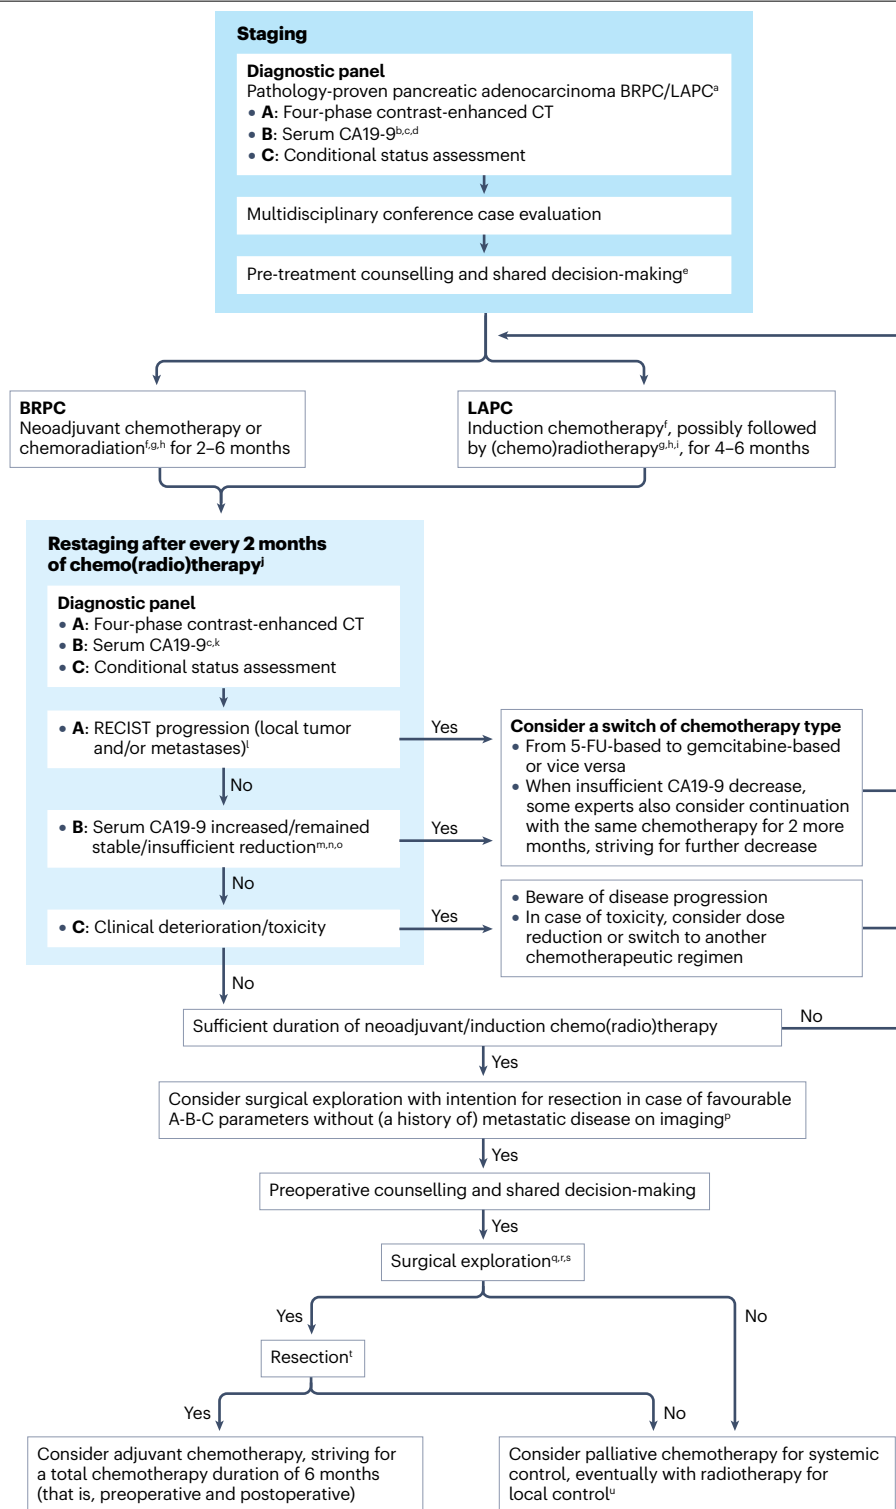 Staging
Diagnostic panel
Pathology-proven pancreatic adenocarcinoma BRPC/LAPCᵃ
• A: Four-phase contrast-enhanced CT
• B: Serum CA19-9ᵇ,ᶜ,ᵈ
• C: Conditional status assessment
Multidisciplinary conference case evaluation
Pre-treatment counselling and shared decision-makingᵉ
BRPC
Neoadjuvant chemotherapy or
chemoradiationᶠ,ᵍ,ʰ for 2–6 months
LAPC
Induction chemotherapyᶠ, possibly followed
by (chemo)radiotherapyᵍ,ʰ,ⁱ, for 4–6 months
Restaging after every 2 months
of chemo(radio)therapyʲ
Diagnostic panel
• A: Four-phase contrast-enhanced CT
• B: Serum CA19-9ᶜ,ᵏ
• C: Conditional status assessment
• A: RECIST progression (local tumor
and/or metastases)ˡ
Yes
Consider a switch of chemotherapy type
• From 5-FU-based to gemcitabine-based
or vice versa
• When insufficient CA19-9 decrease,
some experts also consider continuation
with the same chemotherapy for 2 more
months, striving for further decrease
No
• B: Serum CA19-9 increased/remained
stable/insufficient reductionᵐ,ⁿ,ᵒ
Yes
No
• C: Clinical deterioration/toxicity
Yes
• Beware of disease progression
• In case of toxicity, consider dose
reduction or switch to another
chemotherapeutic regimen
No
Sufficient duration of neoadjuvant/induction chemo(radio)therapy
No
Yes
Consider surgical exploration with intention for resection in case of favourable
A-B-C parameters without (a history of) metastatic disease on imagingᵖ
Yes
Preoperative counselling and shared decision-making
Yes
Surgical explorationq,ʳ,ˢ
Yes
No
Resectionᵗ
Yes
No
Consider adjuvant chemotherapy, striving for
a total chemotherapy duration of 6 months
(that is, preoperative and postoperative)
Consider palliative chemotherapy for systemic
control, eventually with radiotherapy for
local controlᵘ